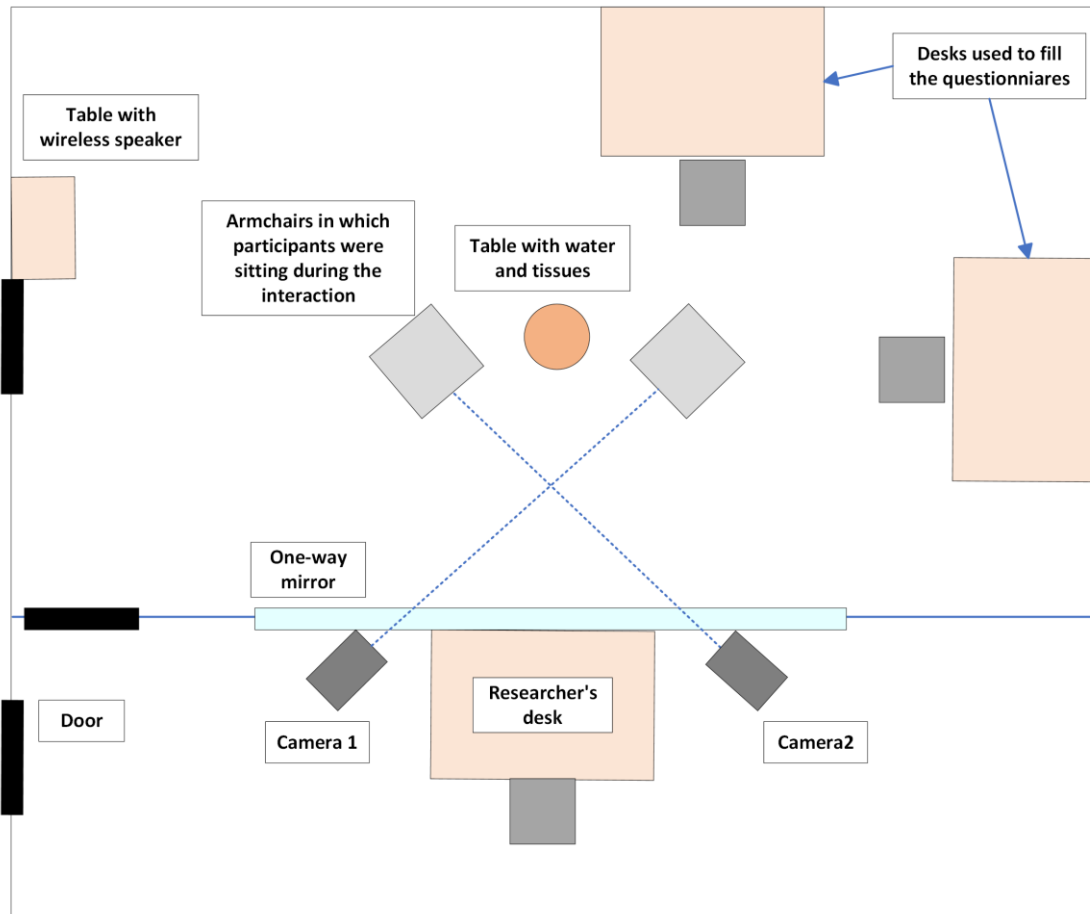 Desks used to fill
the questionniares
Table with
wireless speaker
Armchairs in which
participants were
sitting during the
interaction
Table with water
and tissues
One-way
mirror
Researcher's
desk
Door
Camera 1
Camera2